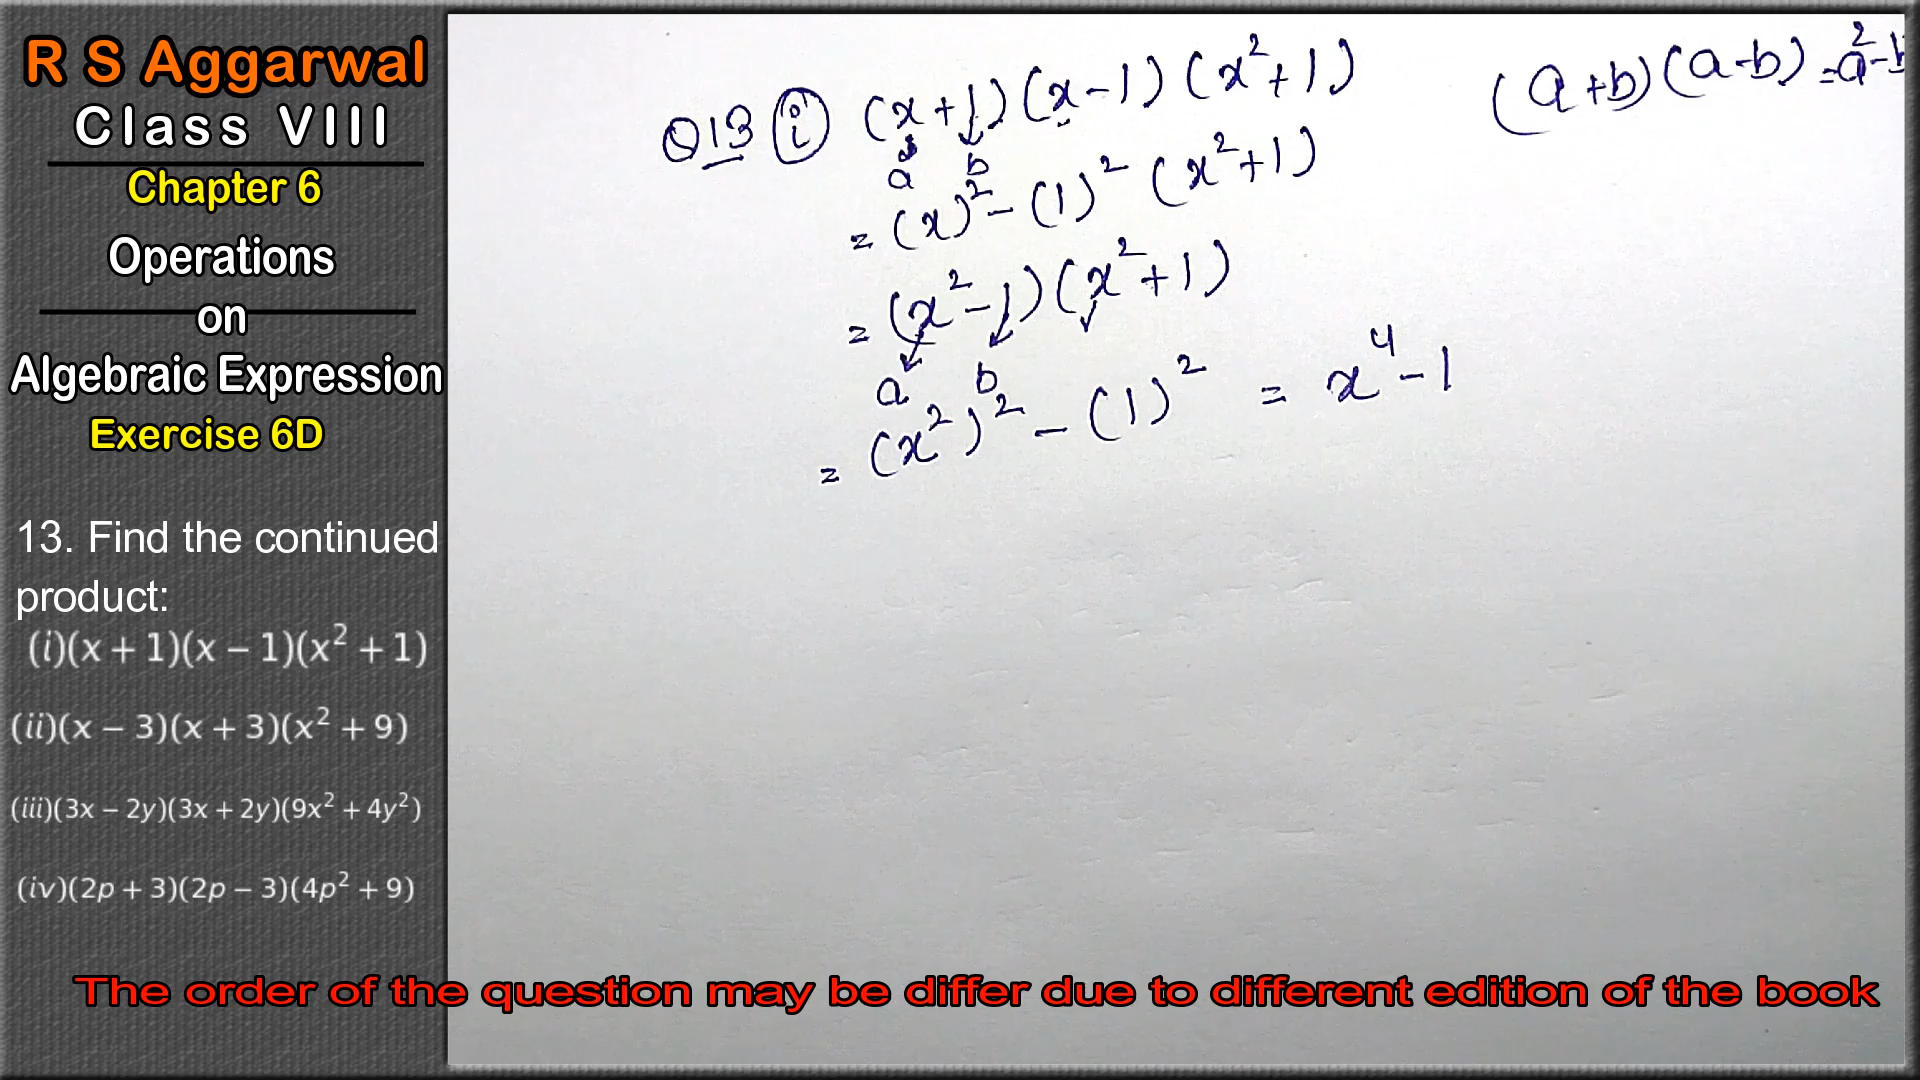 R S Aggarwal
Class VIII
Chapter 6
Operations
on
Algebraic Expression
Exercise 6D
13. Find the continued
product:
(i)(x + 1)(x − 1)(x² + 1)
(ii)(x − 3)(x + 3)(x² + 9)
(iii)(3x − 2y)(3x + 2y)(9x² + 4y²)
(iv)(2p + 3)(2p − 3)(4p² + 9)
Q13 (i) (x+1)(x-1)(x²+1)
(a+b)(a-b) = a²-b
a b
= (x)² - (1)² (x²+1)
= (x²-1)(x²+1)
a b
= (x²)² - (1)² = x⁴-1
The order of the question may be differ due to different edition of the book